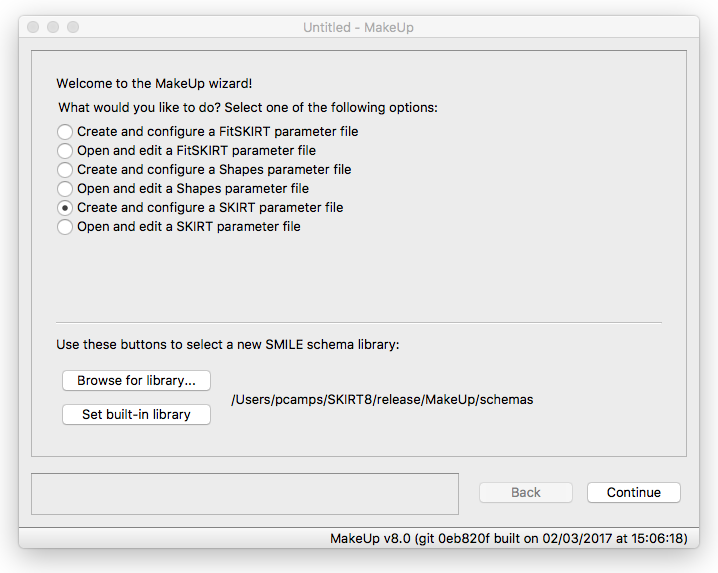 Untitled - MakeUp
Welcome to the MakeUp wizard!
What would you like to do? Select one of the following options:
Create and configure a FitSKIRT parameter file
Open and edit a FitSKIRT parameter file
Create and configure a Shapes parameter file
Open and edit a Shapes parameter file
Create and configure a SKIRT parameter file
Open and edit a SKIRT parameter file
Use these buttons to select a new SMILE schema library:
Browse for library...
/Users/pcamps/SKIRT8/release/MakeUp/schemas
Set built-in library
Back
Continue
MakeUp v8.0 (git 0eb820f built on 02/03/2017 at 15:06:18)